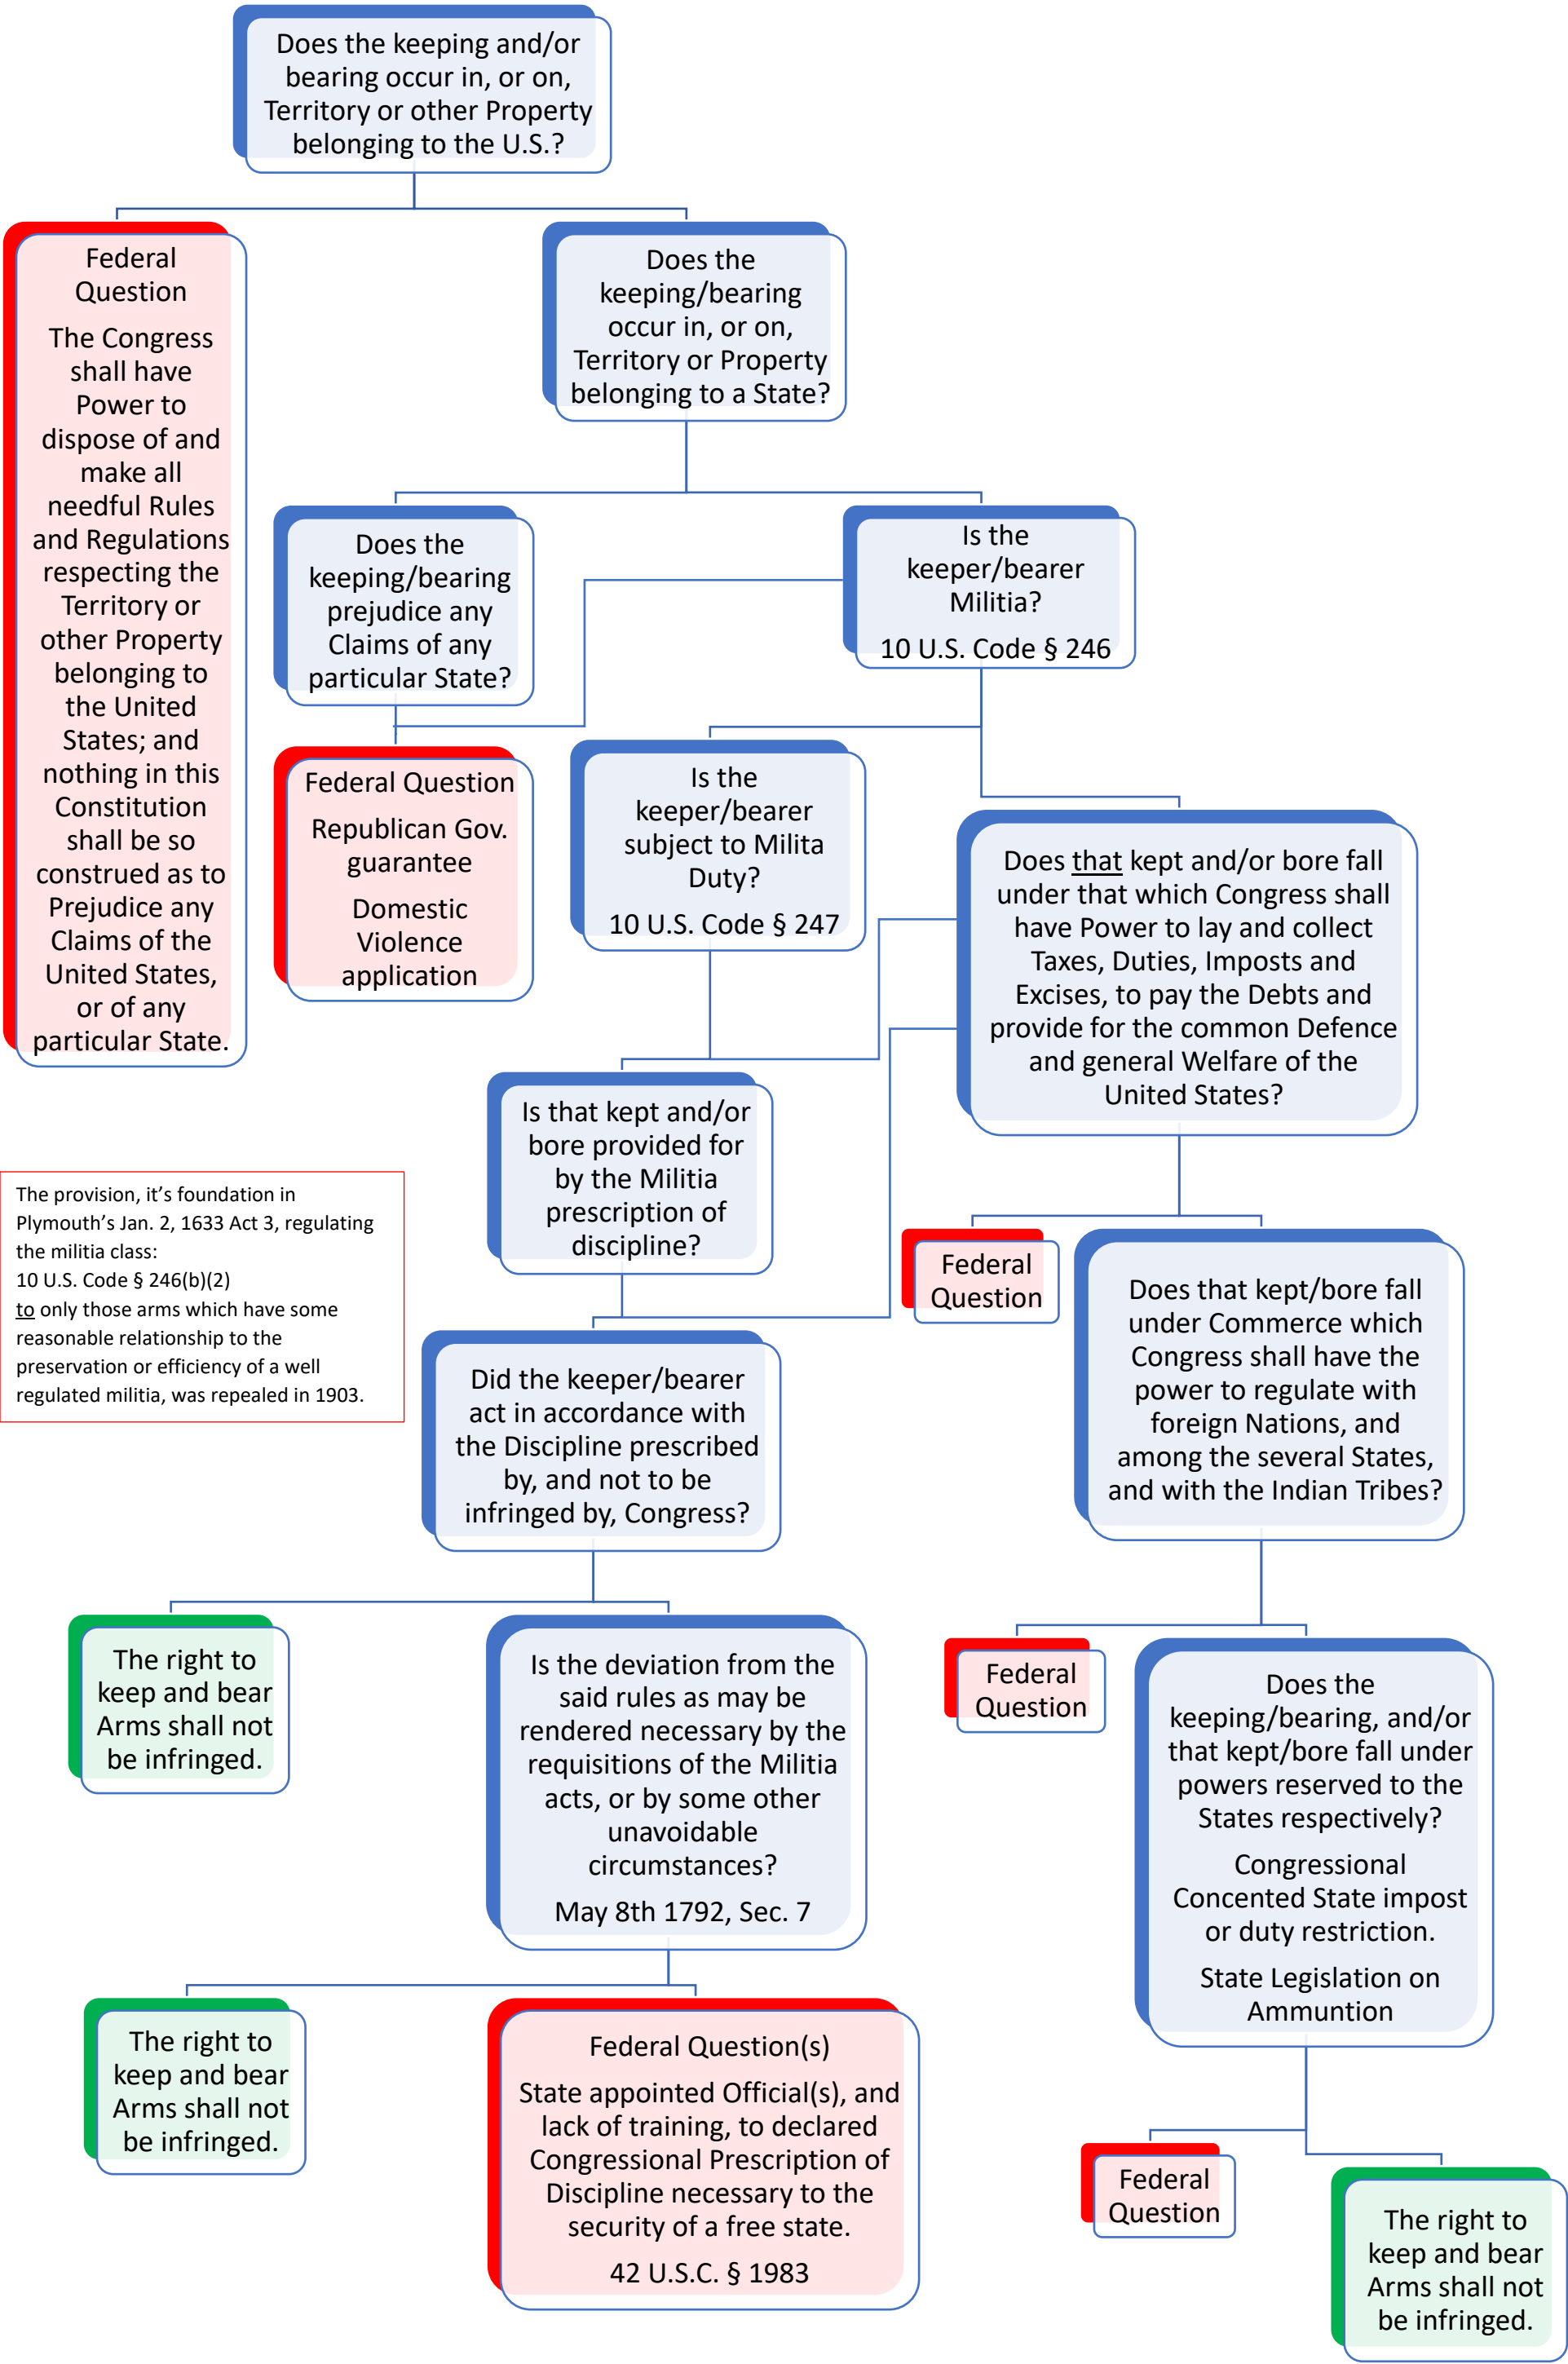 Does the keeping and/or
bearing occur in, or on,
Territory or other Property
belonging to the U.S.?
Federal
Question
The Congress
shall have
Power to
dispose of and
make all
needful Rules
and Regulations
respecting the
Territory or
other Property
belonging to
the United
States; and
nothing in this
Constitution
shall be so
construed as to
Prejudice any
Claims of the
United States,
or of any
particular State.
Does the
keeping/bearing
occur in, or on,
Territory or Property
belonging to a State?
Does the
keeping/bearing
prejudice any
Claims of any
particular State?
Is the
keeper/bearer
Militia?
10 U.S. Code § 246
Federal Question
Republican Gov.
guarantee
Domestic
Violence
application
Is the
keeper/bearer
subject to Milita
Duty?
10 U.S. Code § 247
Does that kept and/or bore fall
under that which Congress shall
have Power to lay and collect
Taxes, Duties, Imposts and
Excises, to pay the Debts and
provide for the common Defence
and general Welfare of the
United States?
Is that kept and/or
bore provided for
by the Militia
prescription of
discipline?
The provision, it's foundation in
Plymouth's Jan. 2, 1633 Act 3, regulating
the militia class:
10 U.S. Code § 246(b)(2)
to only those arms which have some
reasonable relationship to the
preservation or efficiency of a well
regulated militia, was repealed in 1903.
Federal
Question
Does that kept/bore fall
under Commerce which
Congress shall have the
power to regulate with
foreign Nations, and
among the several States,
and with the Indian Tribes?
Did the keeper/bearer
act in accordance with
the Discipline prescribed
by, and not to be
infringed by, Congress?
The right to
keep and bear
Arms shall not
be infringed.
Is the deviation from the
said rules as may be
rendered necessary by the
requisitions of the Militia
acts, or by some other
unavoidable
circumstances?
May 8th 1792, Sec. 7
Federal
Question
Does the
keeping/bearing, and/or
that kept/bore fall under
powers reserved to the
States respectively?
Congressional
Concented State impost
or duty restriction.
State Legislation on
Ammuntion
The right to
keep and bear
Arms shall not
be infringed.
Federal Question(s)
State appointed Official(s), and
lack of training, to declared
Congressional Prescription of
Discipline necessary to the
security of a free state.
42 U.S.C. § 1983
Federal
Question
The right to
keep and bear
Arms shall not
be infringed.